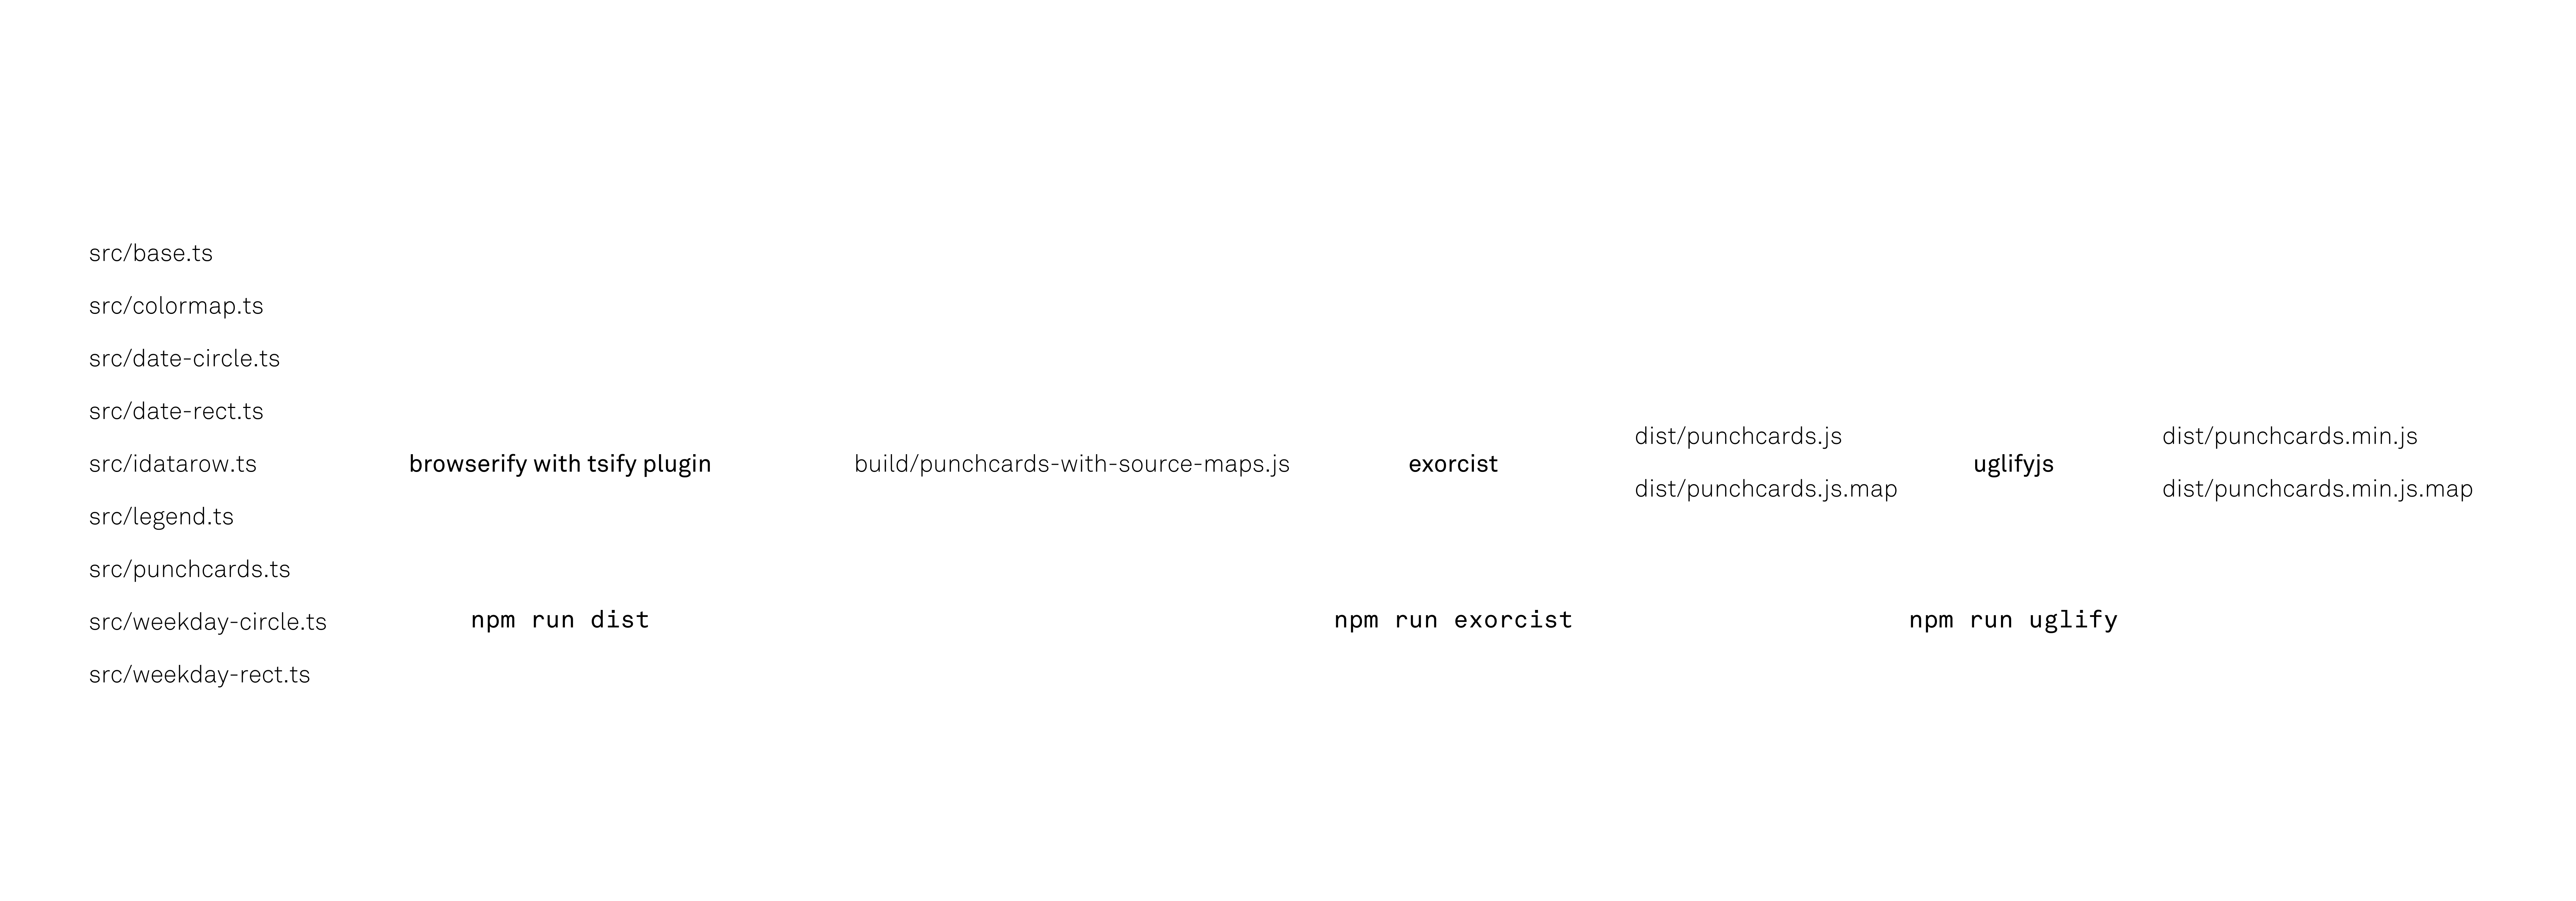 src/base.ts
src/colormap.ts
src/date-circle.ts
src/date-rect.ts
src/idatarow.ts
src/legend.ts
src/punchcards.ts
src/weekday-circle.ts
src/weekday-rect.ts
browserify with tsify plugin
npm run dist
build/punchcards-with-source-maps.js
exorcist
npm run exorcist
dist/punchcards.js
dist/punchcards.js.map
uglifyjs
npm run uglify
dist/punchcards.min.js
dist/punchcards.min.js.map